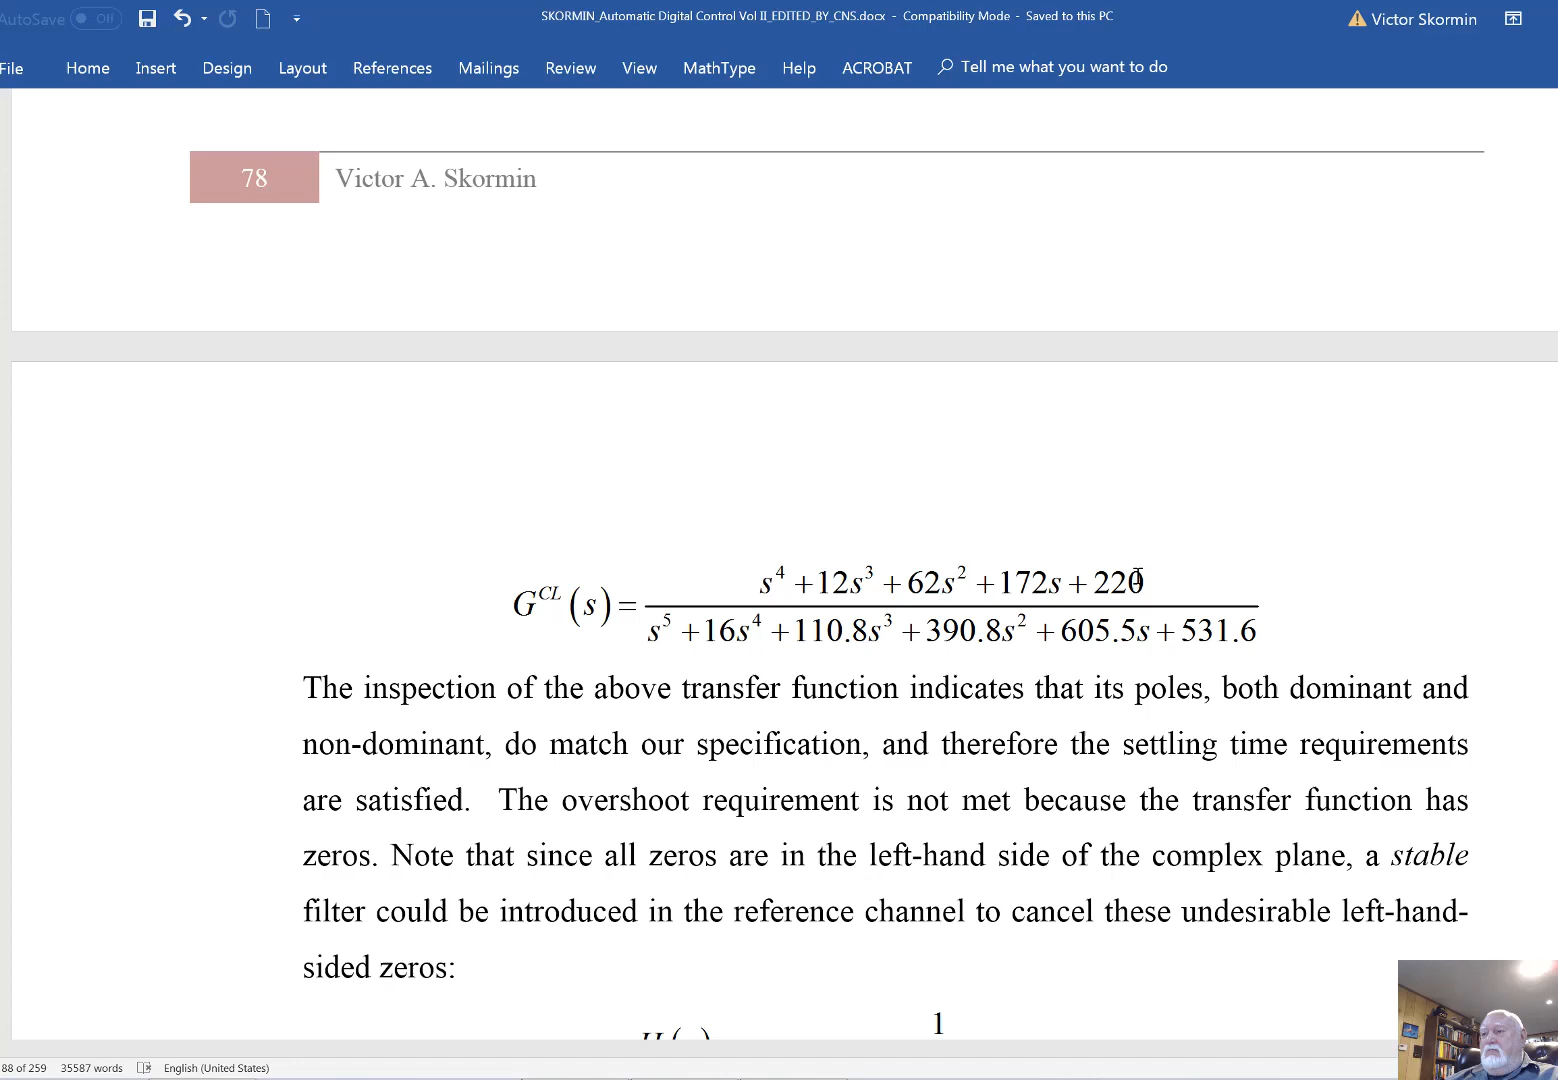 AutoSave Off SKORMIN_Automatic Digital Control Vol II_EDITED_BY_CNS.docx - Compatibility Mode - Saved to this PC Victor Skormin
File Home Insert Design Layout References Mailings Review View MathType Help ACROBAT Tell me what you want to do
78 Victor A. Skormin
G^{CL}(s) = \frac{s^4+12s^3+62s^2+172s+220}{s^5+16s^4+110.8s^3+390.8s^2+605.5s+531.6}
The inspection of the above transfer function indicates that its poles, both dominant and
non-dominant, do match our specification, and therefore the settling time requirements
are satisfied. The overshoot requirement is not met because the transfer function has
zeros. Note that since all zeros are in the left-hand side of the complex plane, a stable
filter could be introduced in the reference channel to cancel these undesirable left-hand-
sided zeros:
1
88 of 259 35587 words English (United States)